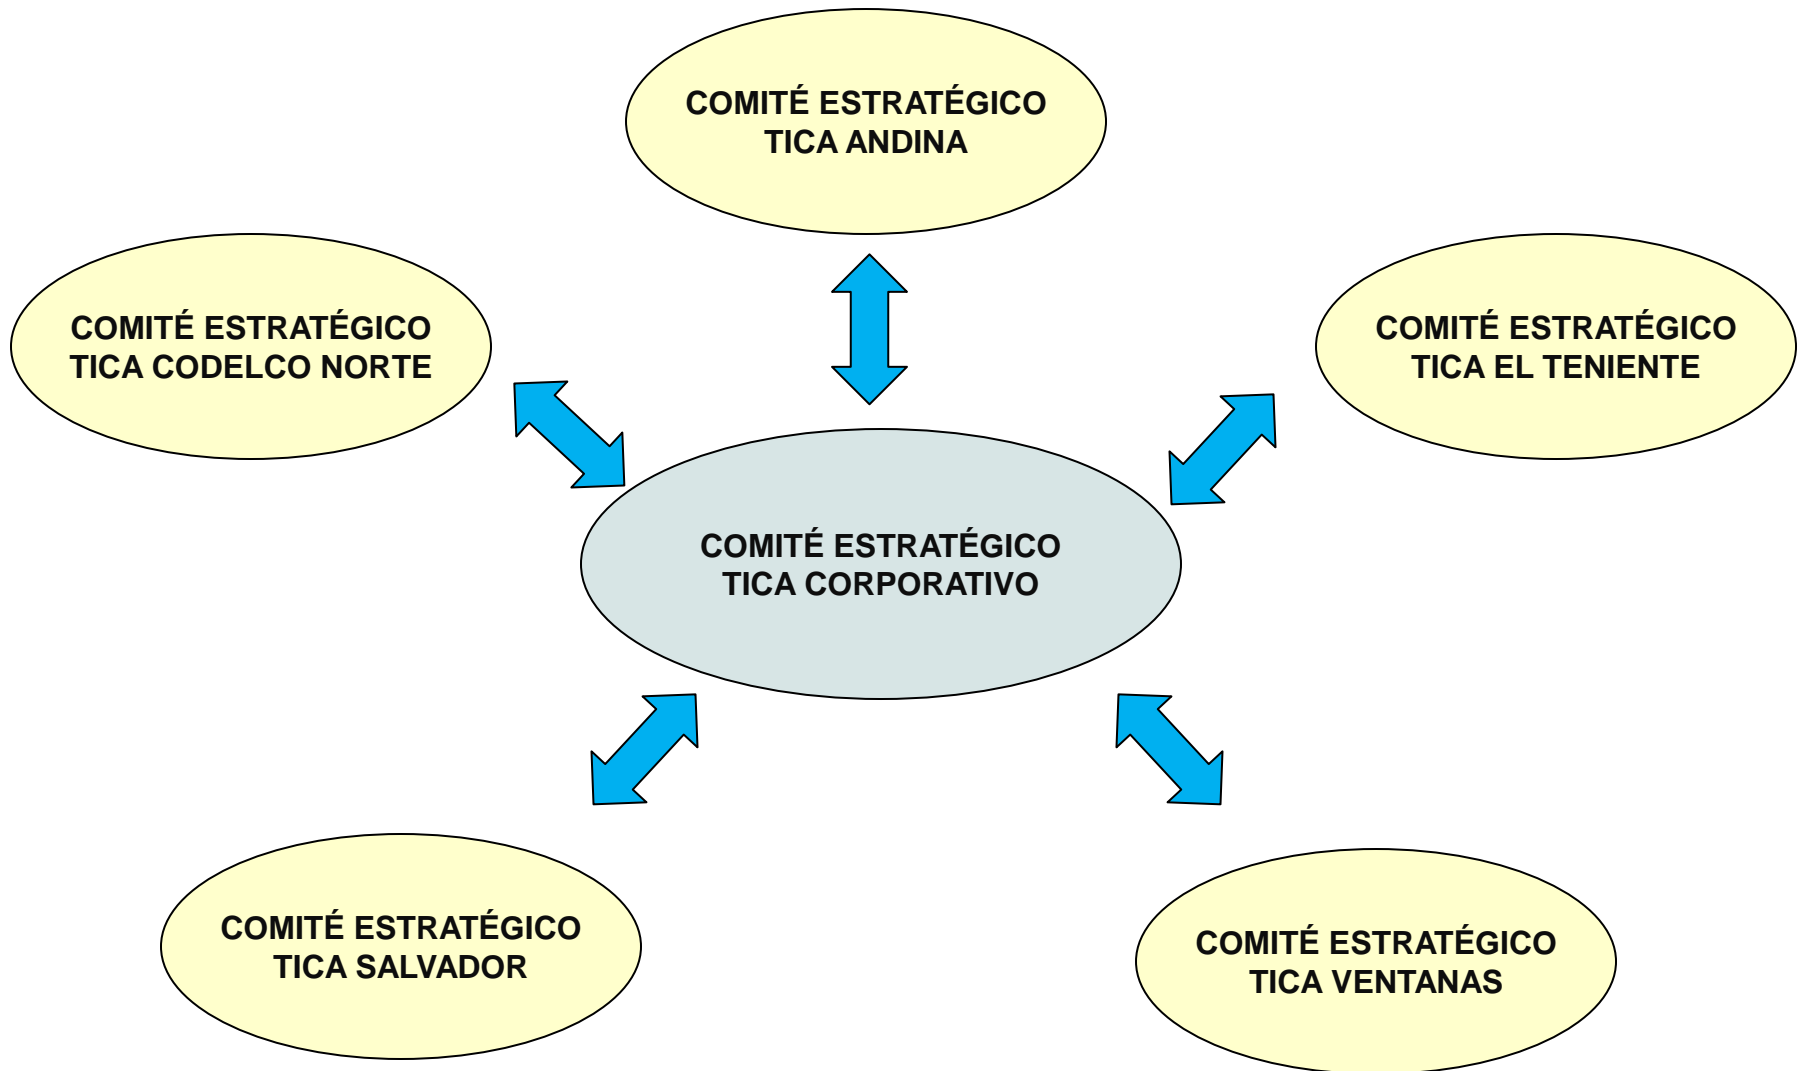 COMITÉ ESTRATÉGICO
TICA ANDINA
COMITÉ ESTRATÉGICO
TICA CODELCO NORTE
COMITÉ ESTRATÉGICO
TICA EL TENIENTE
COMITÉ ESTRATÉGICO
TICA CORPORATIVO
COMITÉ ESTRATÉGICO
TICA SALVADOR
COMITÉ ESTRATÉGICO
TICA VENTANAS